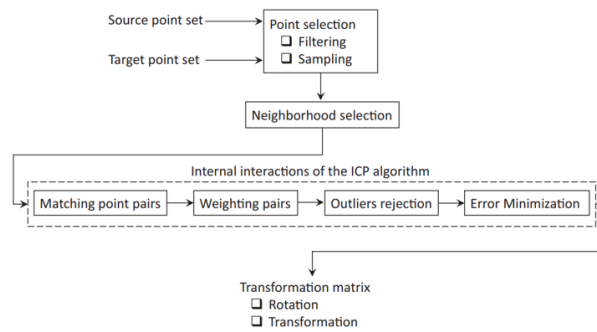 Source point set
Point selection
❑ Filtering
❑ Sampling
Target point set
Neighborhood selection
Internal interactions of the ICP algorithm
Matching point pairs
Weighting pairs
Outliers rejection
Error Minimization
Transformation matrix
❑ Rotation
❑ Transformation